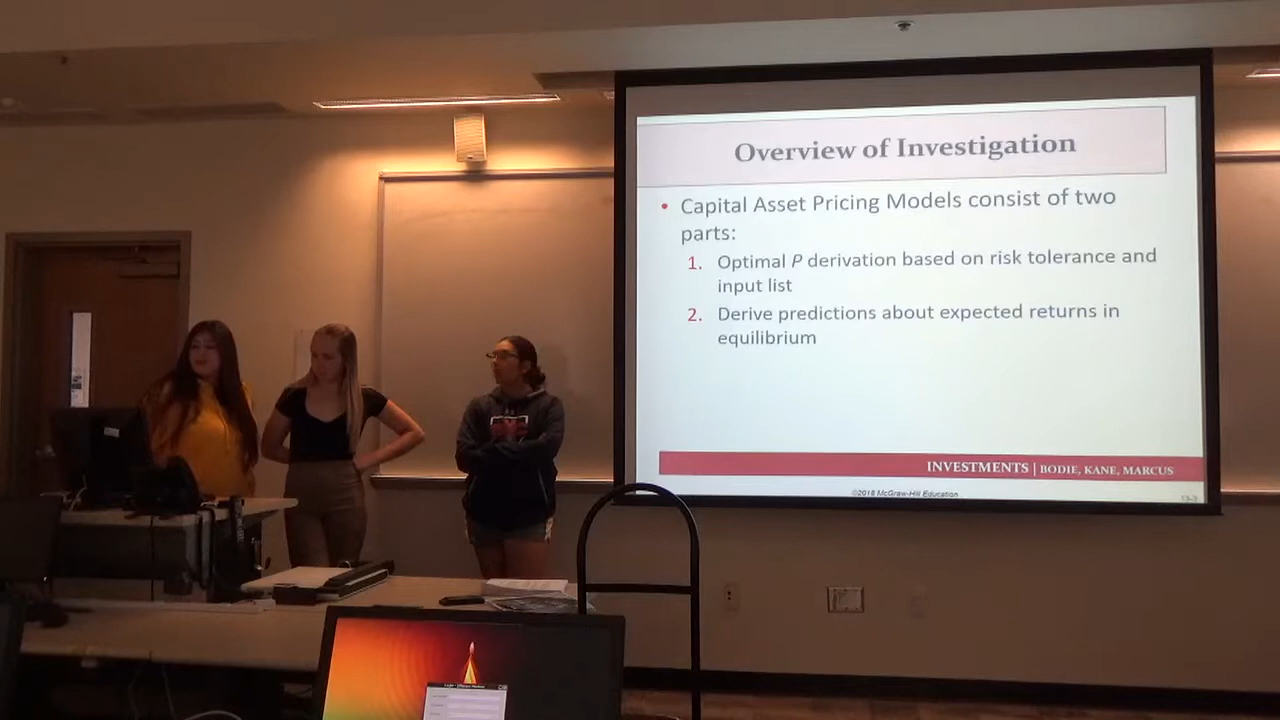 Overview of Investigation
• Capital Asset Pricing Models consist of two
parts:
1. Optimal P derivation based on risk tolerance and
input list
2. Derive predictions about expected returns in
equilibrium
INVESTMENTS | BODIE, KANE, MARCUS
©2018 McGraw-Hill Education